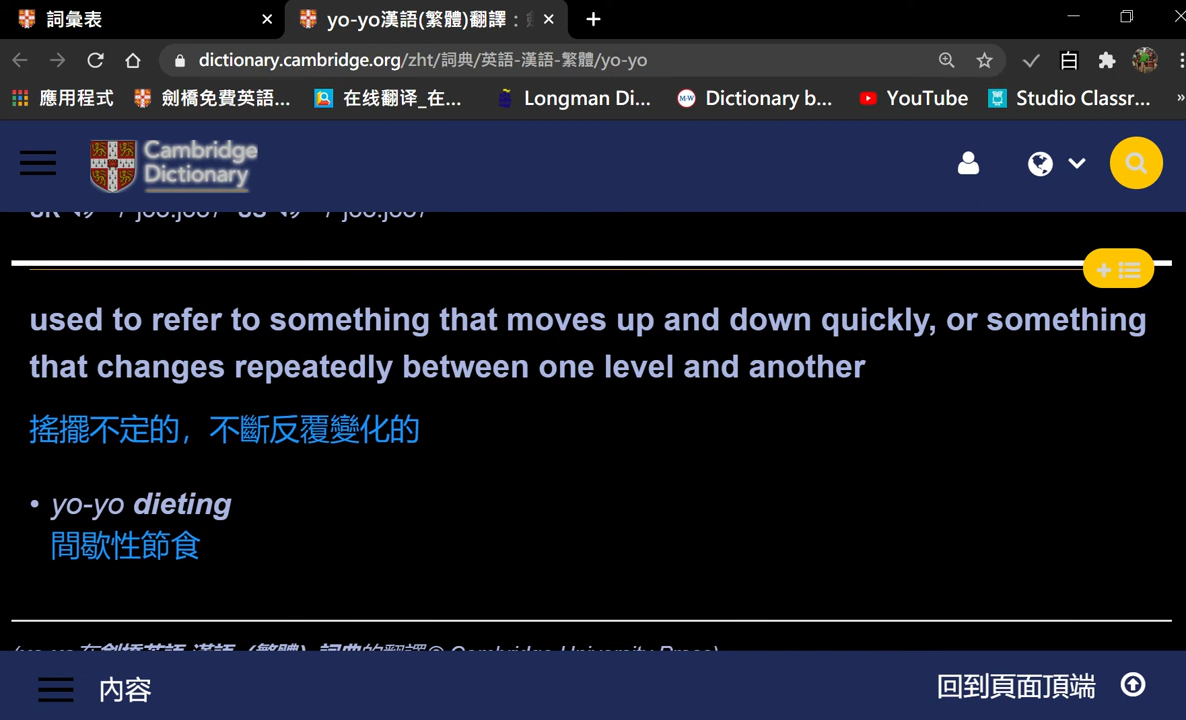 詞彙表
yo-yo漢語(繁體)翻譯：
dictionary.cambridge.org/zht/詞典/英語-漢語-繁體/yo-yo
白
應用程式 劍橋免費英語... 在线翻译_在... M-W Longman Di... Dictionary b... YouTube Studio Classr... »
Cambridge
Dictionary
used to refer to something that moves up and down quickly, or something
that changes repeatedly between one level and another
搖擺不定的，不斷反覆變化的
• yo-yo dieting
間歇性節食
內容
回到頁面頂端